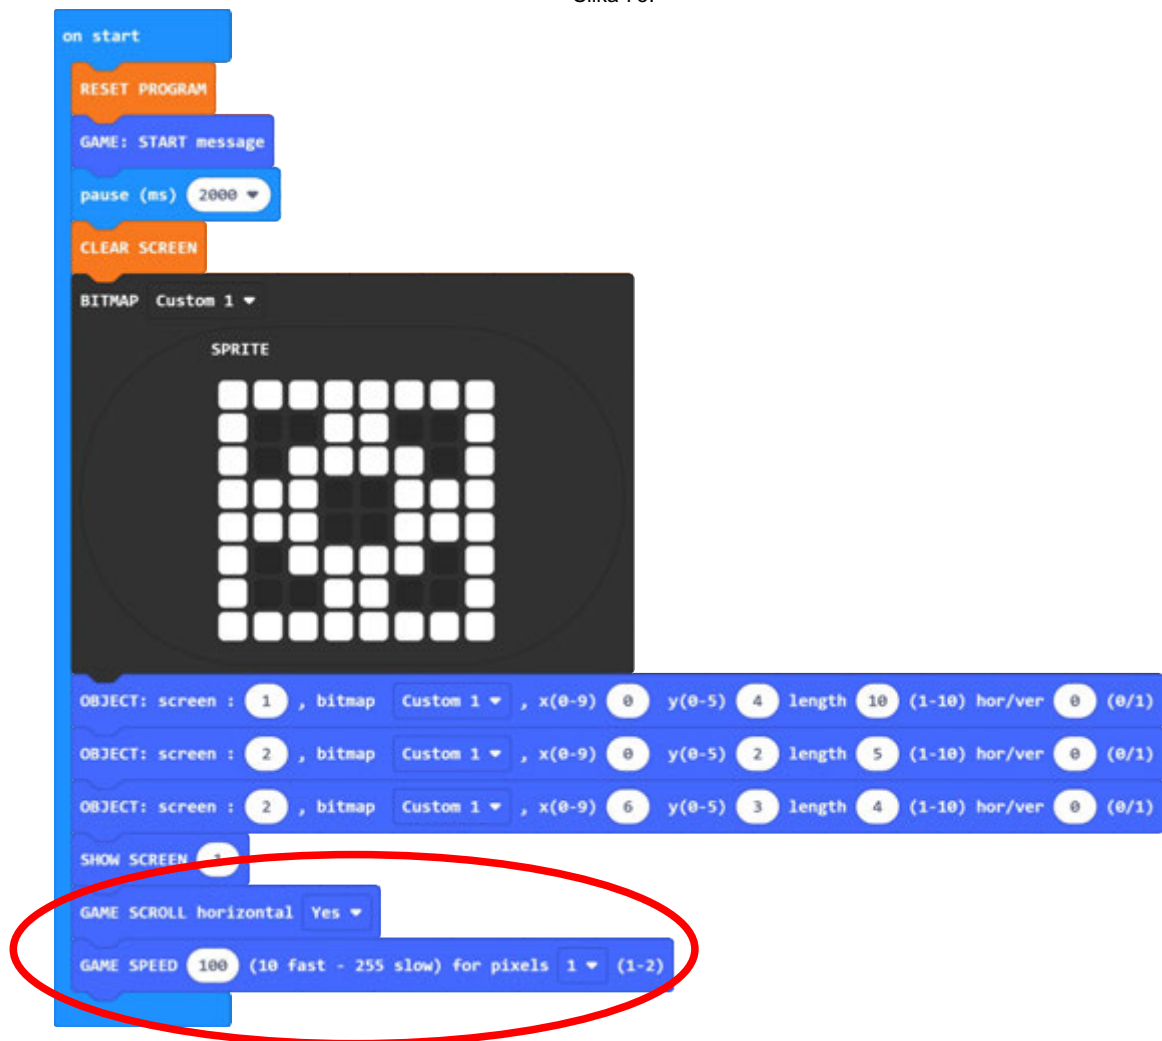 on start
RESET PROGRAM
GAME: START message
pause (ms) 2000
CLEAR SCREEN
BITMAP Custom 1
SPRITE
OBJECT: screen : 1 , bitmap Custom 1 , x(0-9) 0 y(0-5) 4 length 10 (1-10) hor/ver 0 (0/1)
OBJECT: screen : 2 , bitmap Custom 1 , x(0-9) 0 y(0-5) 2 length 5 (1-10) hor/ver 0 (0/1)
OBJECT: screen : 2 , bitmap Custom 1 , x(0-9) 6 y(0-5) 3 length 4 (1-10) hor/ver 0 (0/1)
SHOW SCREEN 1
GAME SCROLL horizontal Yes
GAME SPEED 100 (10 fast - 255 slow) for pixels 1 (1-2)